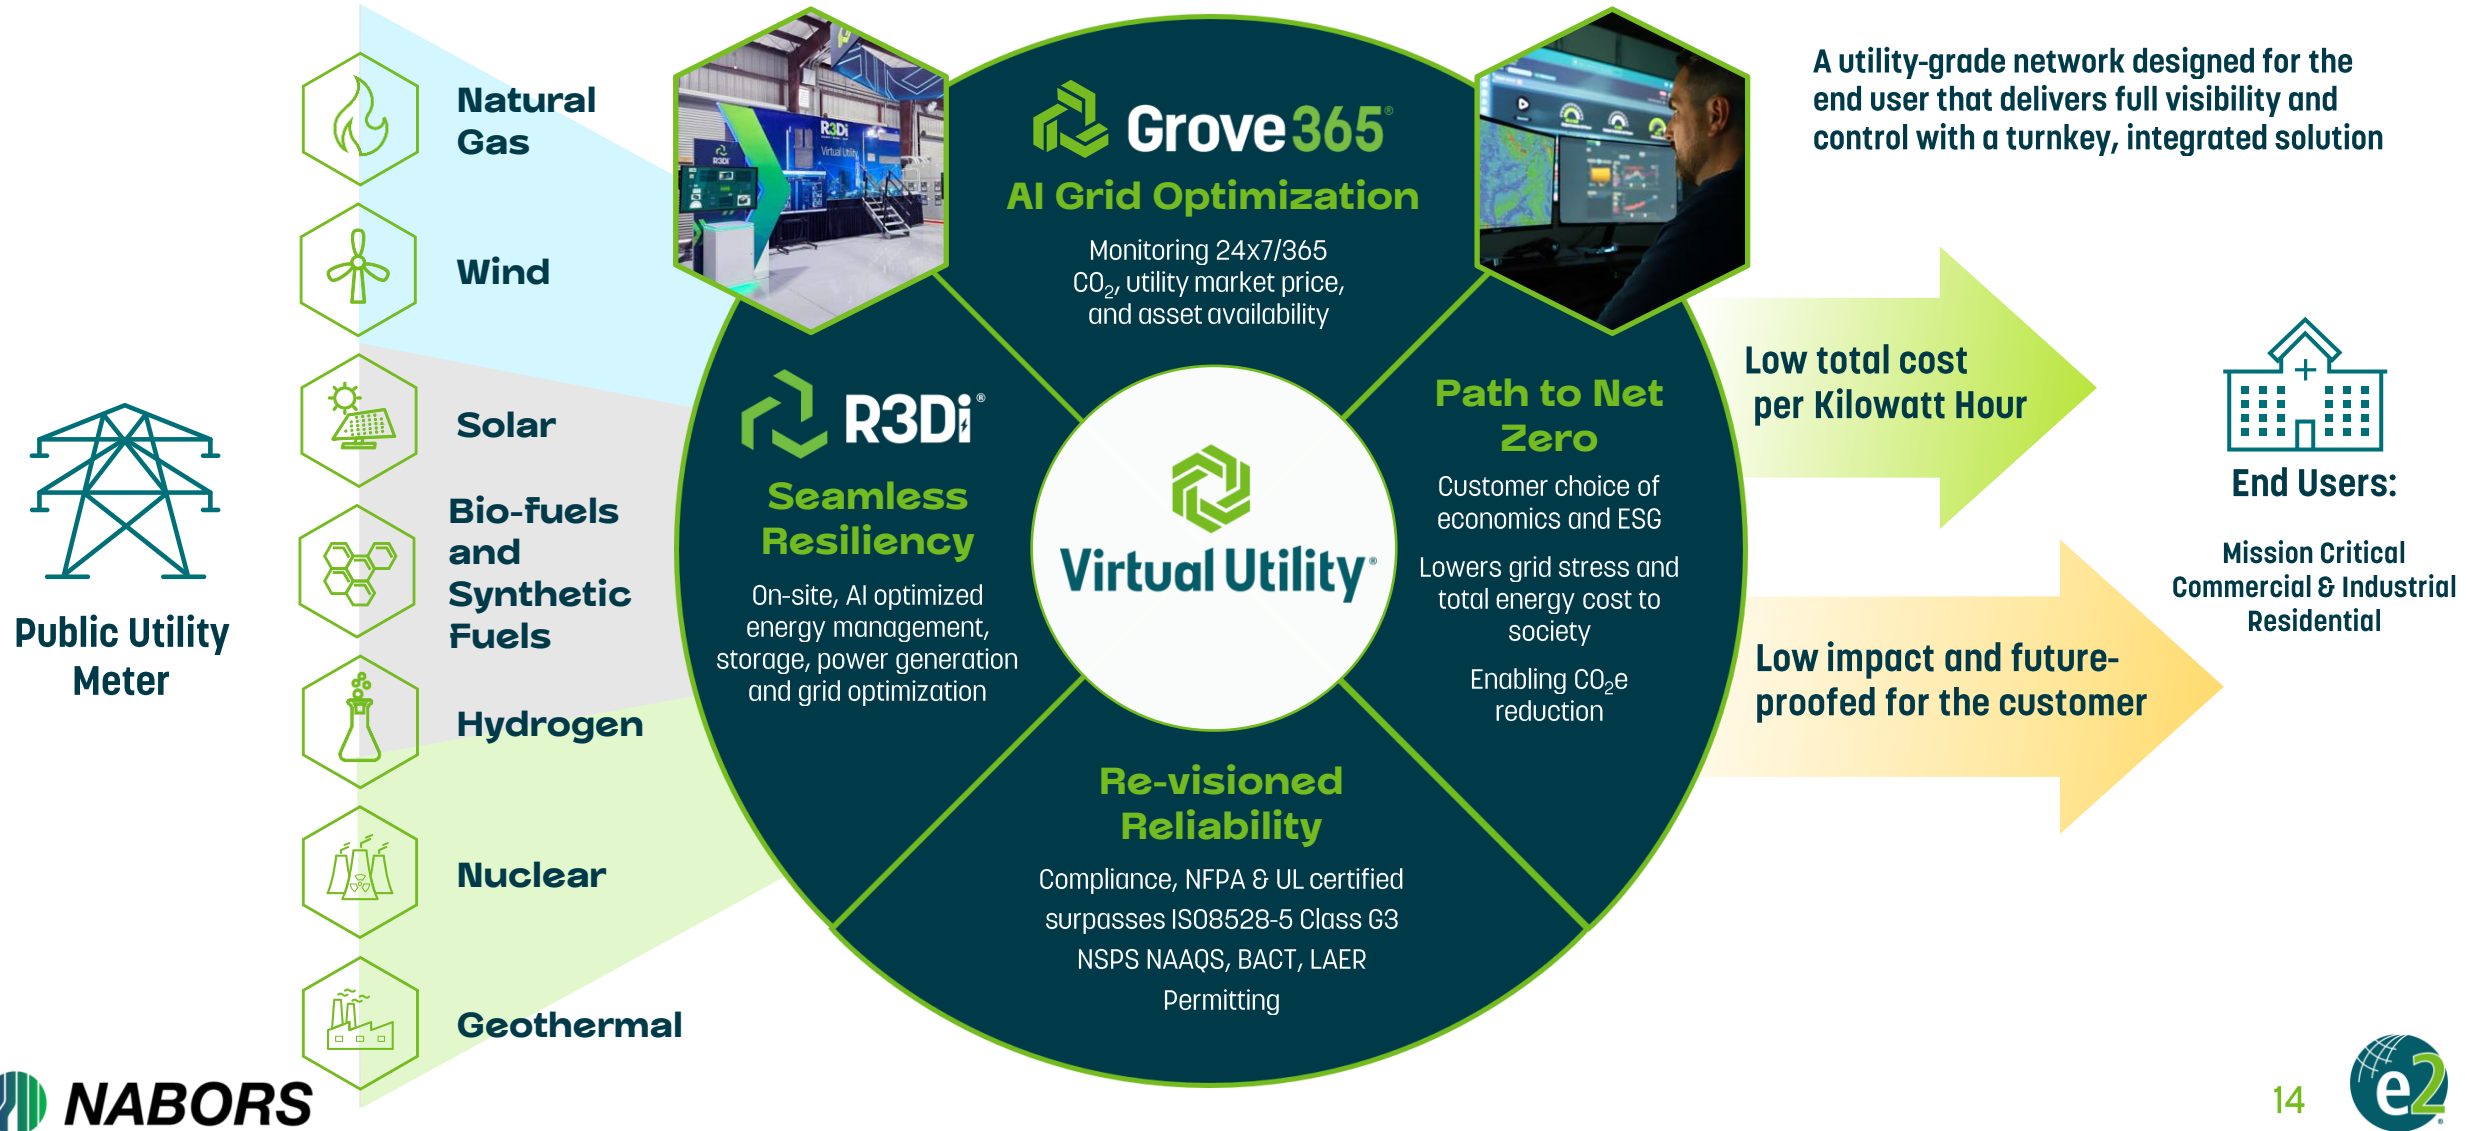 A utility-grade network designed for the
end user that delivers full visibility and
control with a turnkey, integrated solution
Public Utility
Meter
Natural
Gas
Wind
Solar
Bio-fuels
and
Synthetic
Fuels
Hydrogen
Nuclear
Geothermal
R3Di
Virtual Utility
R3Di
Grove365®
AI Grid Optimization
Monitoring 24x7/365
CO₂, utility market price,
and asset availability
R3Di®
Seamless
Resiliency
On-site, AI optimized
energy management,
storage, power generation
and grid optimization
Virtual Utility®
Path to Net
Zero
Customer choice of
economics and ESG
Lowers grid stress and
total energy cost to
society
Enabling CO₂e
reduction
Re-visioned
Reliability
Compliance, NFPA & UL certified
surpasses ISO8528-5 Class G3
NSPS NAAQS, BACT, LAER
Permitting
Low total cost
per Kilowatt Hour
Low impact and future-
proofed for the customer
End Users:
Mission Critical
Commercial & Industrial
Residential
NABORS
14
e2®